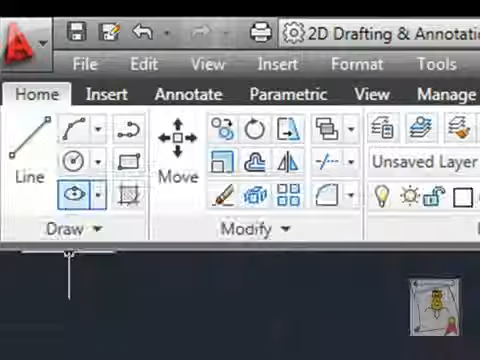 2D Drafting & Annotati
File Edit View Insert Format Tools
Home Insert Annotate Parametric View Manage
Line Move Unsaved Layer
Draw Modify